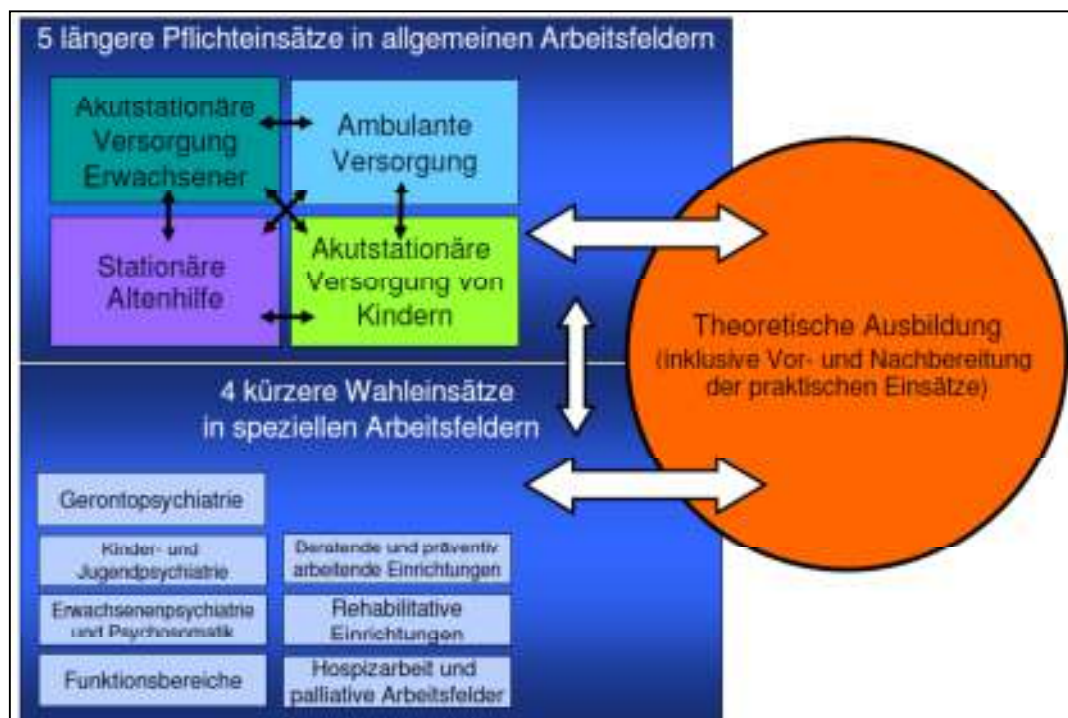 5 längere Pflichteinsätze in allgemeinen Arbeitsfeldern
Akutstationäre
Versorgung
Erwachsener
Ambulante
Versorgung
Stationäre
Altenhilfe
Akutstationäre
Versorgung von
Kindern
4 kürzere Wahleinsätze
in speziellen Arbeitsfeldern
Gerontopsychiatrie
Kinder- und
Jugendpsychiatrie
Erwachsenenpsychiatrie
und Psychosomatik
Funktionsbereiche
Beratende und präventiv
arbeitende Einrichtungen
Rehabilitative
Einrichtungen
Hospizarbeit und
palliative Arbeitsfelder
Theoretische Ausbildung
(inklusive Vor- und Nachbereitung
der praktischen Einsätze)